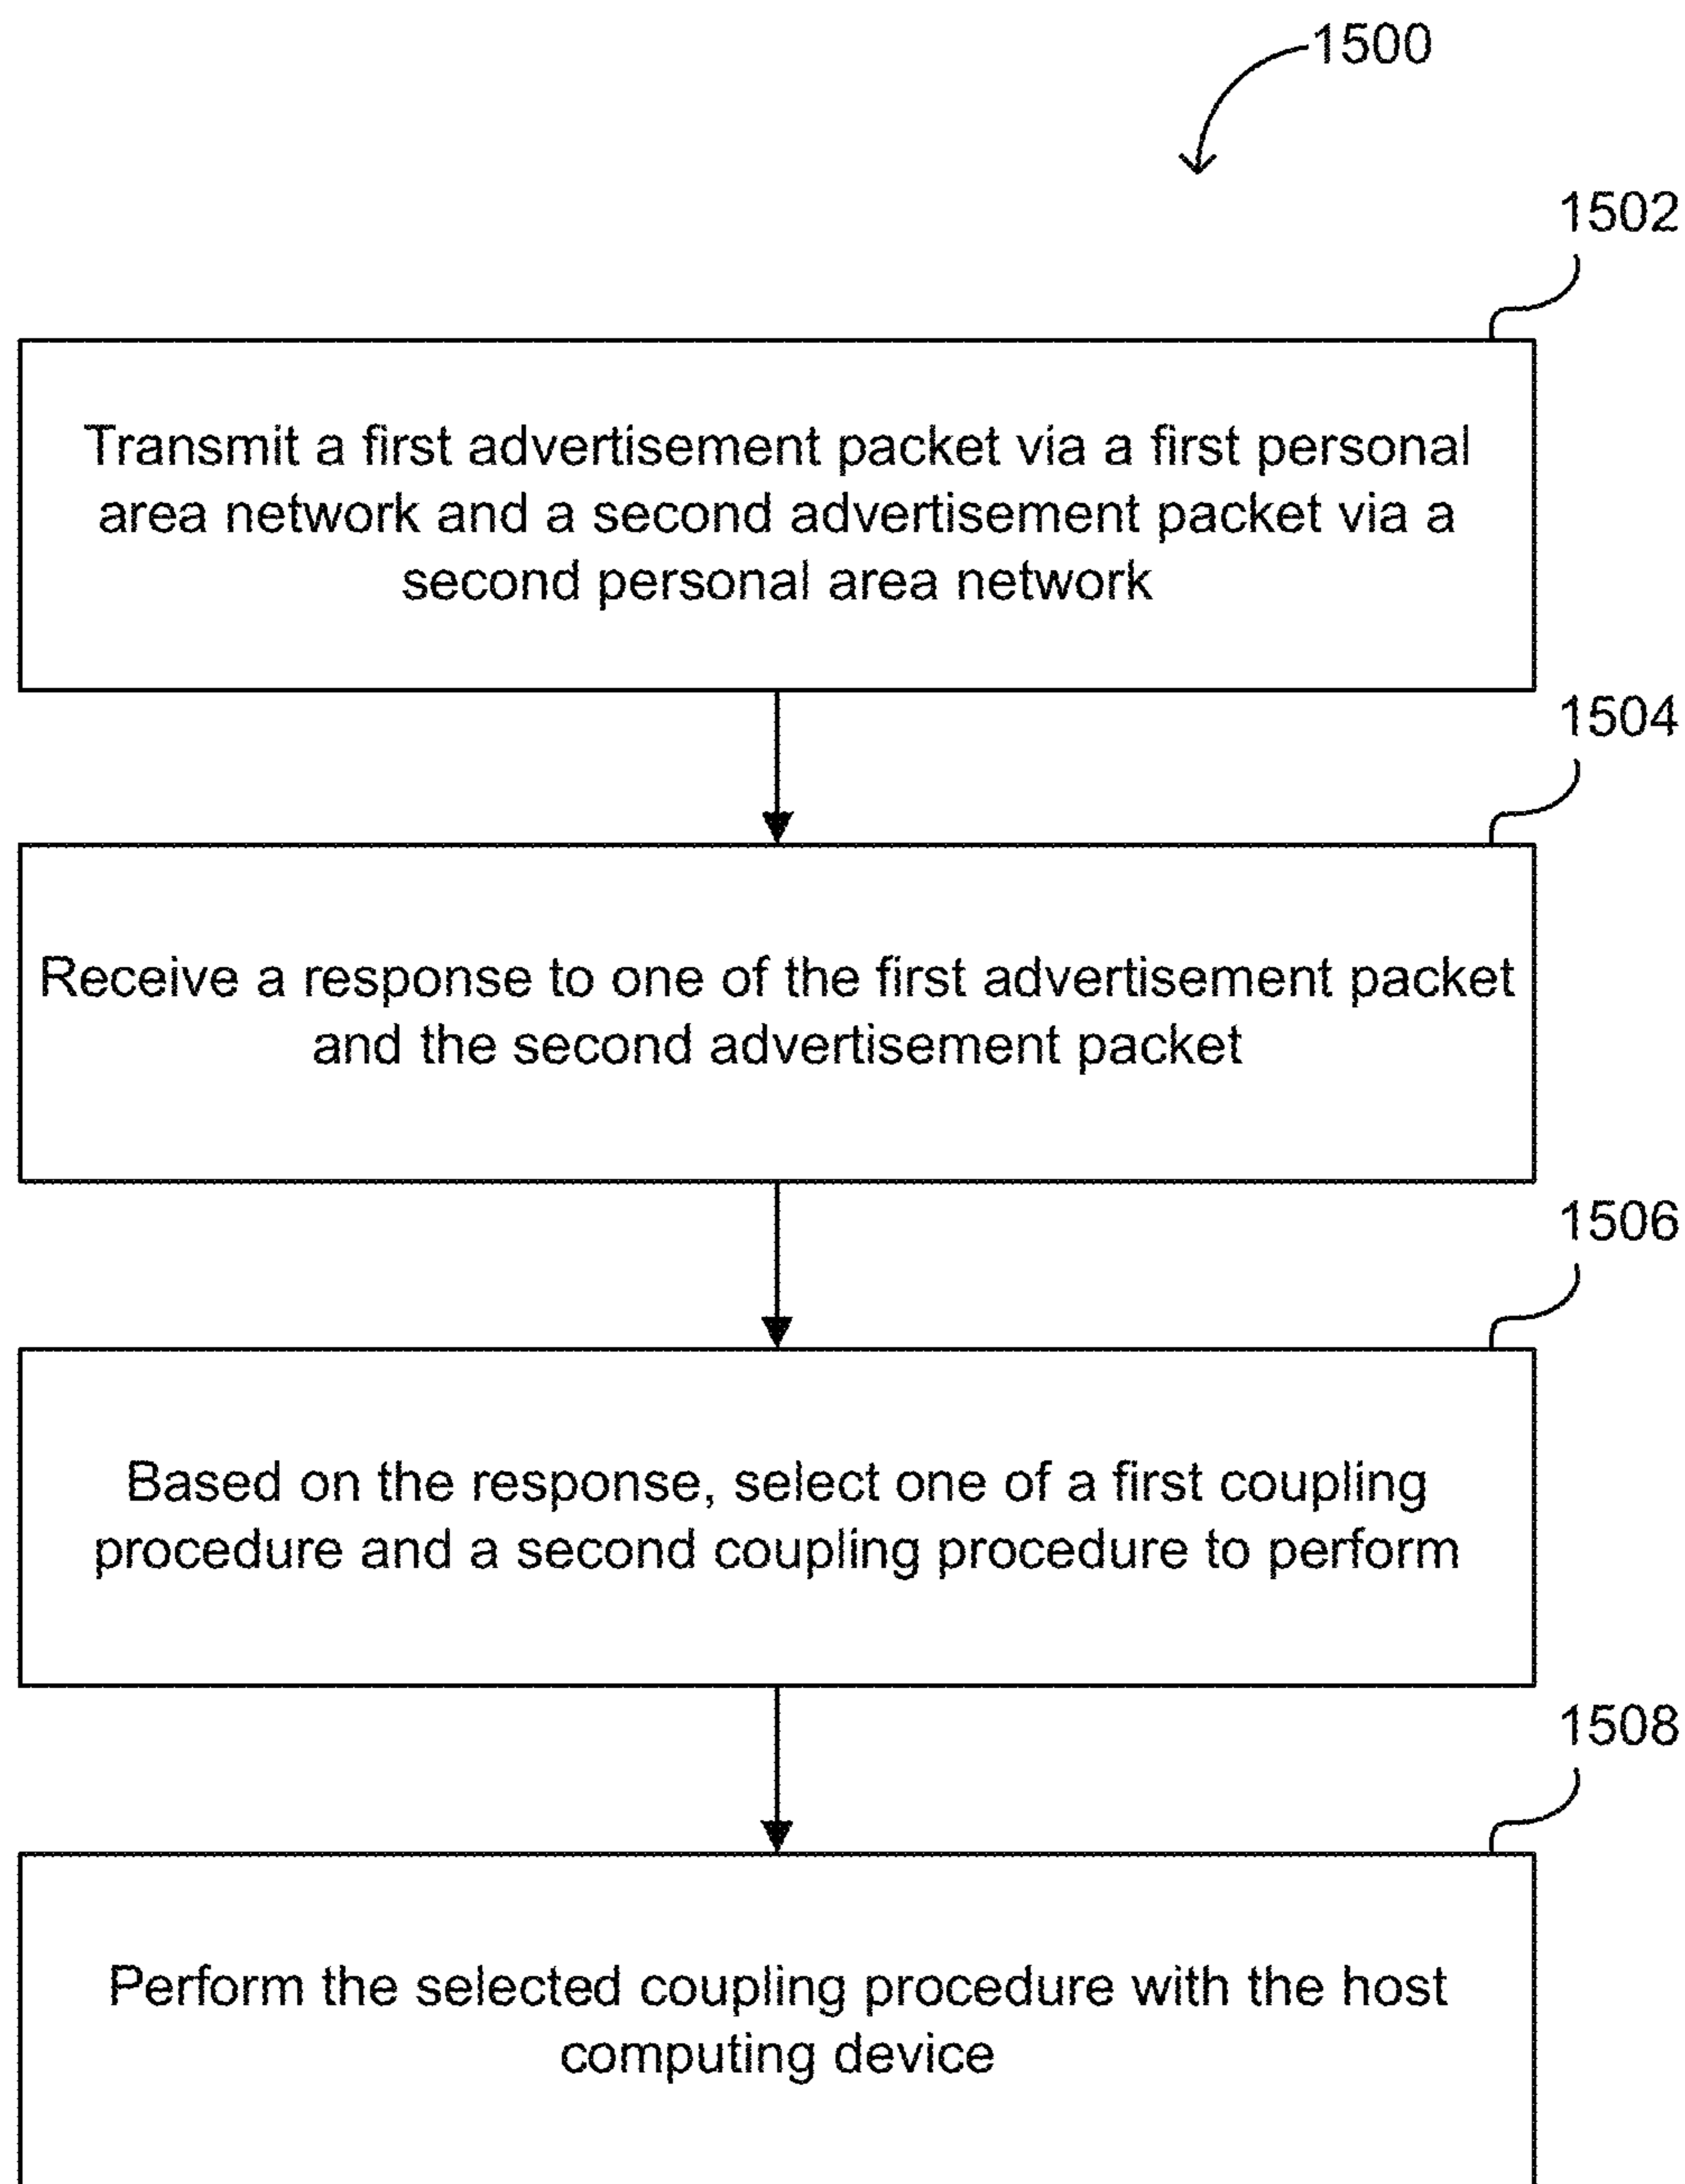 1500
1502
Transmit a first advertisement packet via a first personal
area network and a second advertisement packet via a
second personal area network
1504
Receive a response to one of the first advertisement packet
and the second advertisement packet
1506
Based on the response, select one of a first coupling
procedure and a second coupling procedure to perform
1508
Perform the selected coupling procedure with the host
computing device